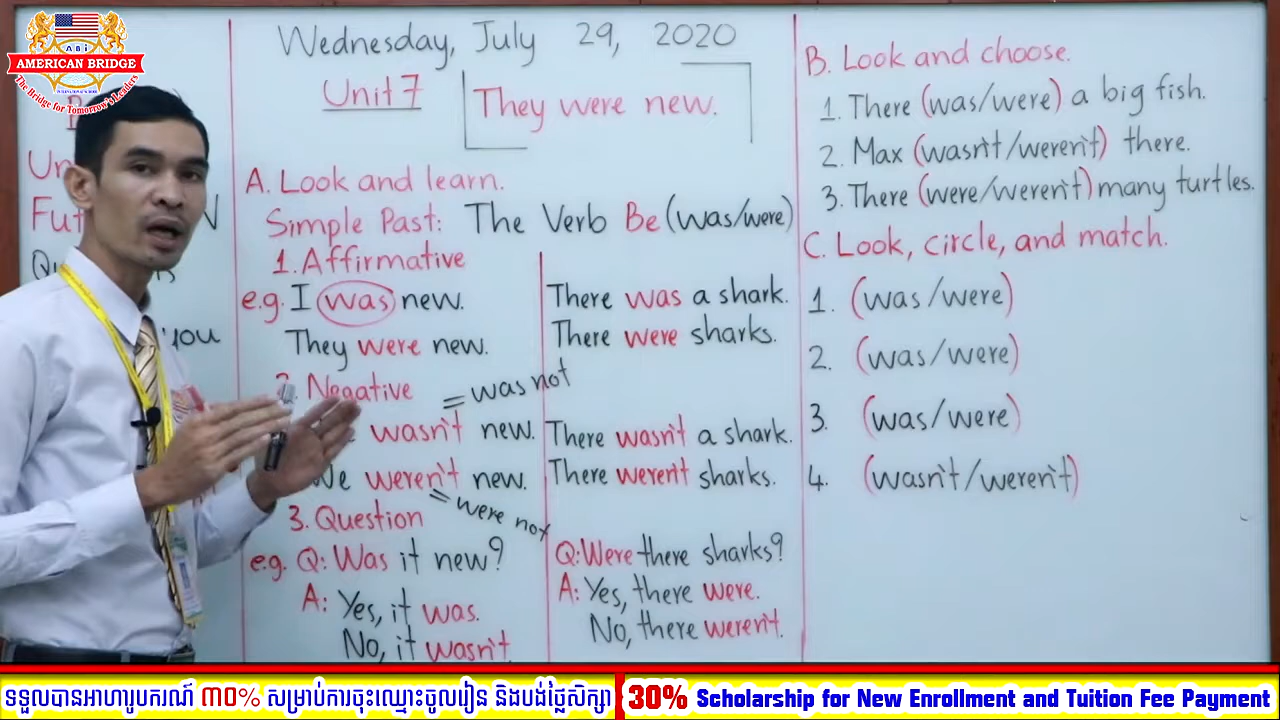 ABi
AMERICAN BRIDGE
INTERNATIONAL SCHOOL
The Bridge for Tomorrow's Leaders
you
Wednesday, July 29, 2020
Unit 7
They were new.
A. Look and learn.
Simple Past: The Verb Be (was/were)
1. Affirmative
e.g. I was new.
They were new.
Negative
= was not
wasn't new.
We weren't new.
= were not
3. Question
e.g. Q: Was it new?
A: Yes, it was.
No, it wasn't.
There was a shark.
There were sharks.
There wasn't a shark.
There weren't sharks.
Q: Were there sharks?
A: Yes, there were.
No, there weren't.
B. Look and choose.
1. There (was/were) a big fish.
2. Max (wasn't/weren't) there.
3. There (were/weren't) many turtles.
C. Look, circle, and match.
1. (was/were)
2. (was/were)
3. (was/were)
4. (wasn't/weren't)
ទទួលបានអាហារូបករណ៍ ៣០% សម្រាប់ការចុះឈ្មោះចូលរៀន និងបង់ថ្លៃសិក្សា
30% Scholarship for New Enrollment and Tuition Fee Payment